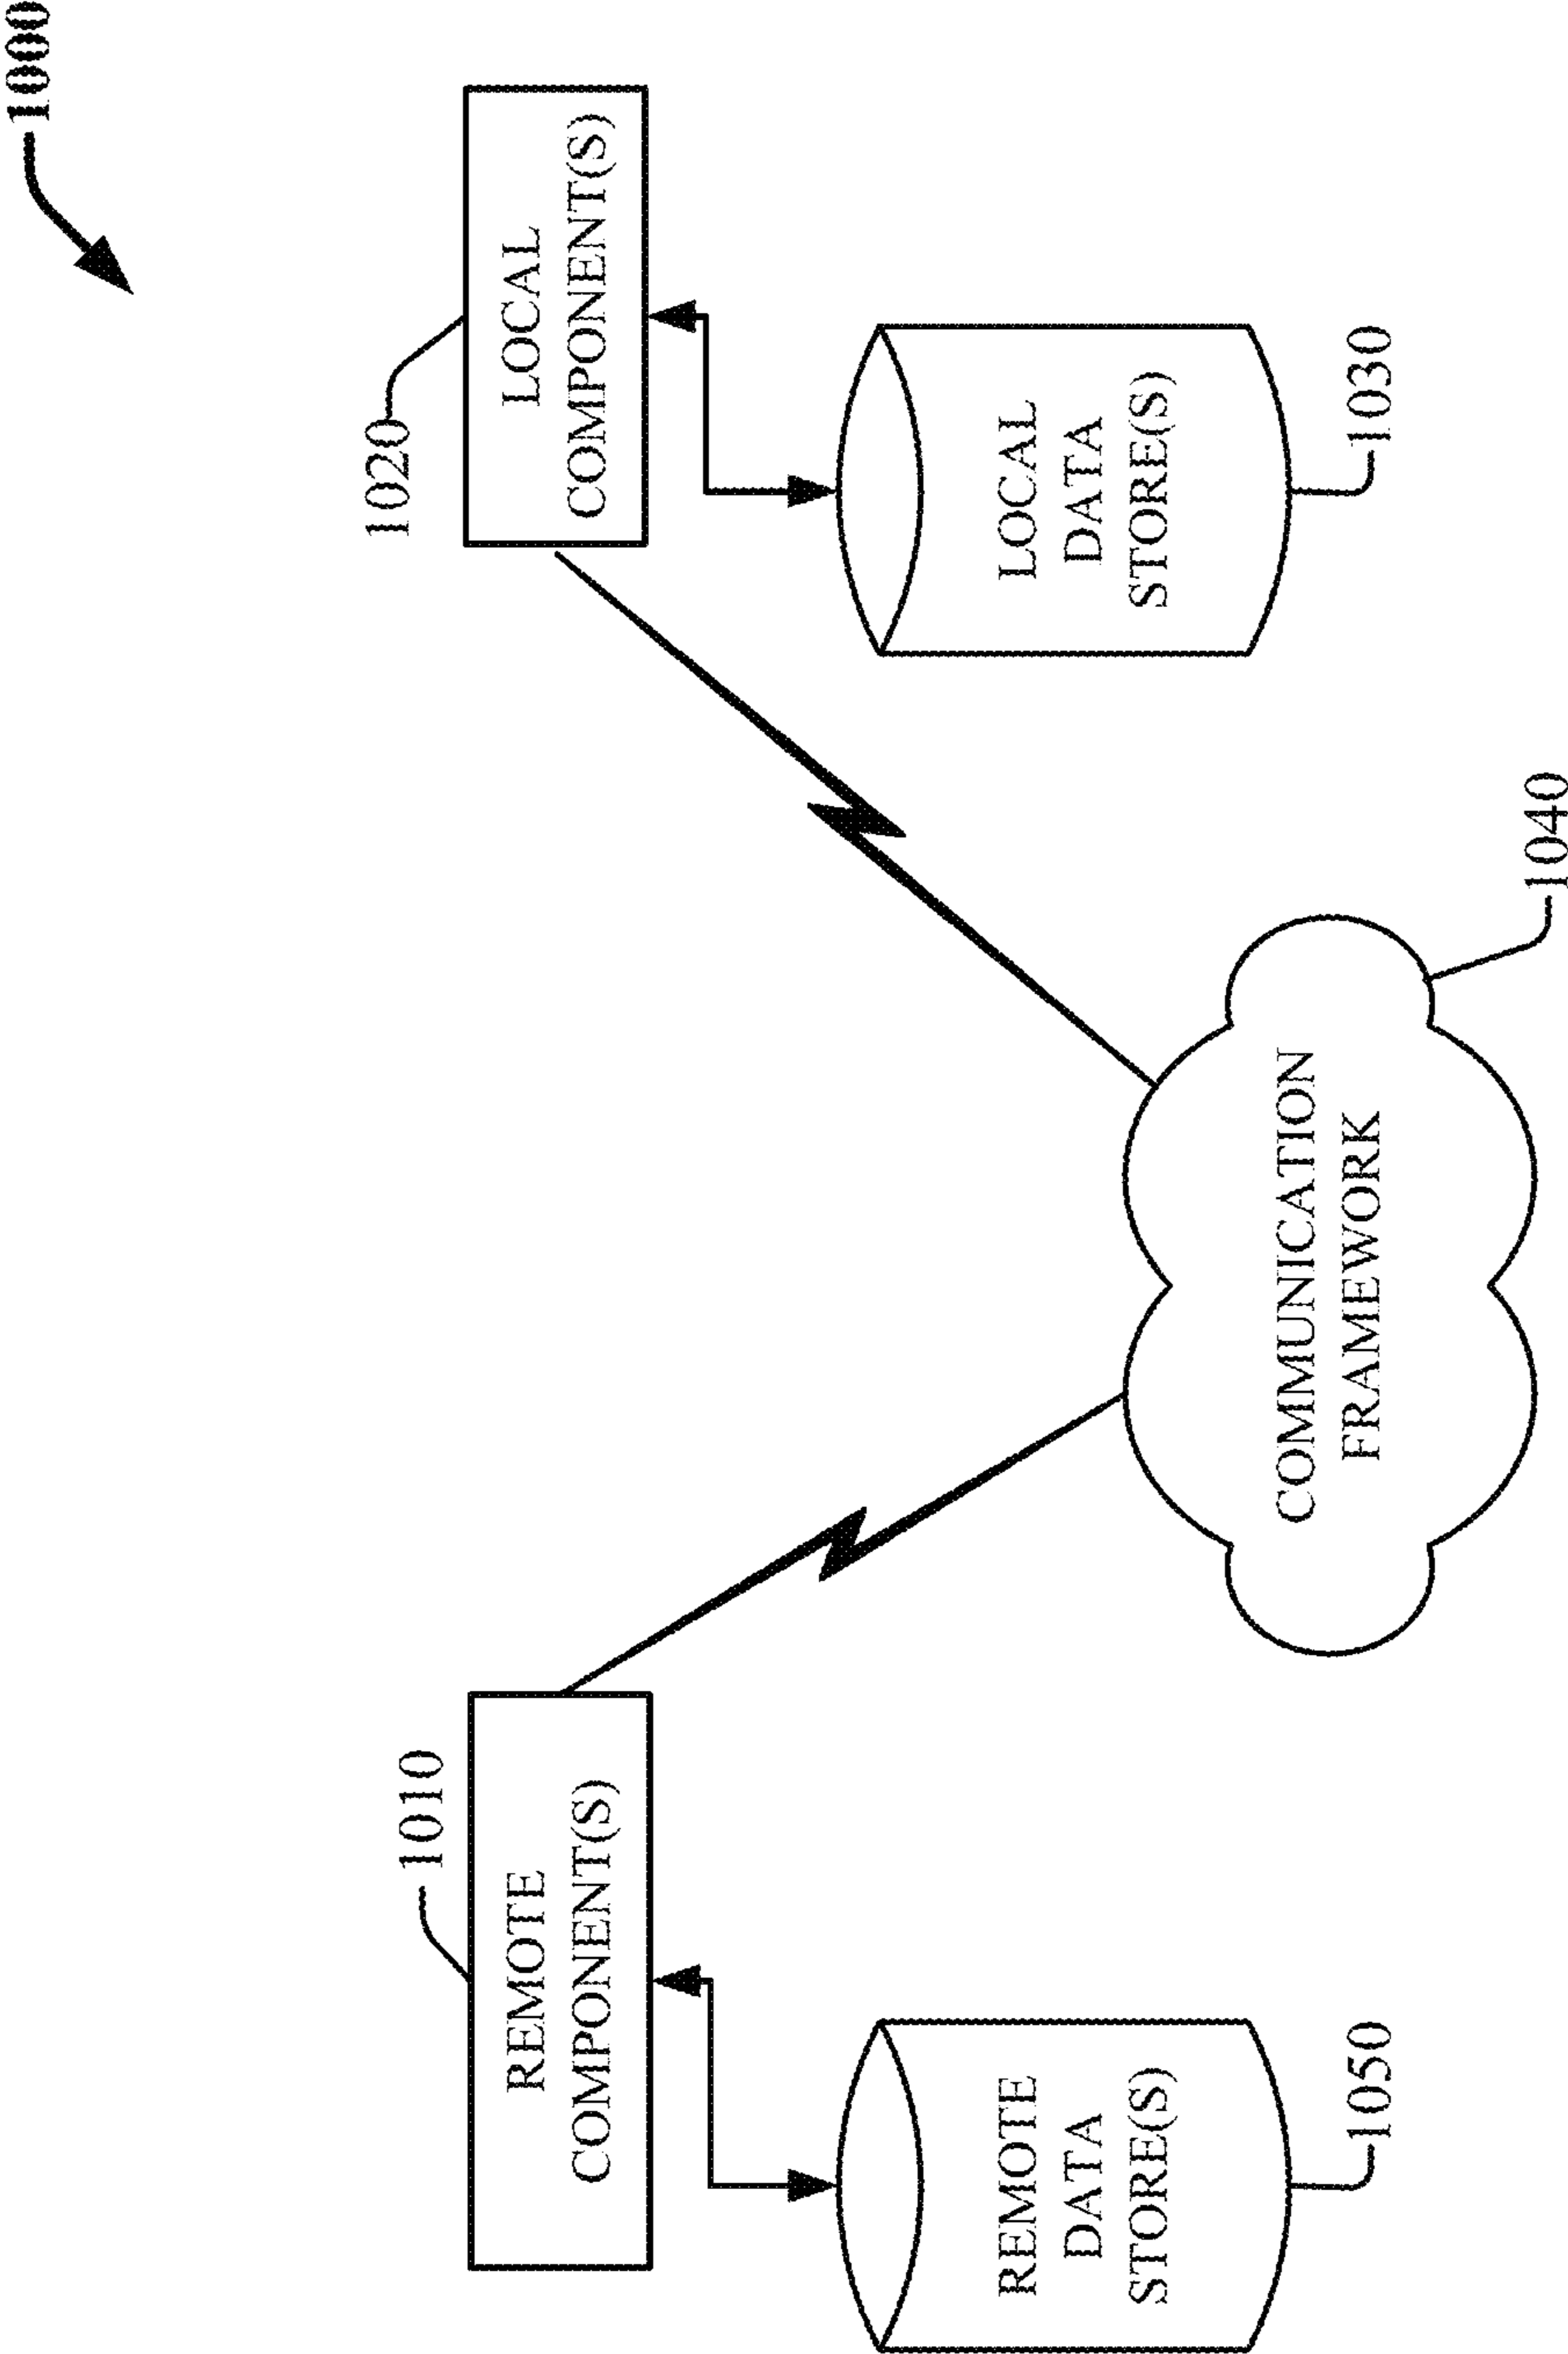 1000
1010
REMOTE
COMPONENT(S)
1020
LOCAL
COMPONENT(S)
REMOTE
DATA
STORE(S)
1050
LOCAL
DATA
STORE(S)
1030
COMMUNICATION
FRAMEWORK
1040